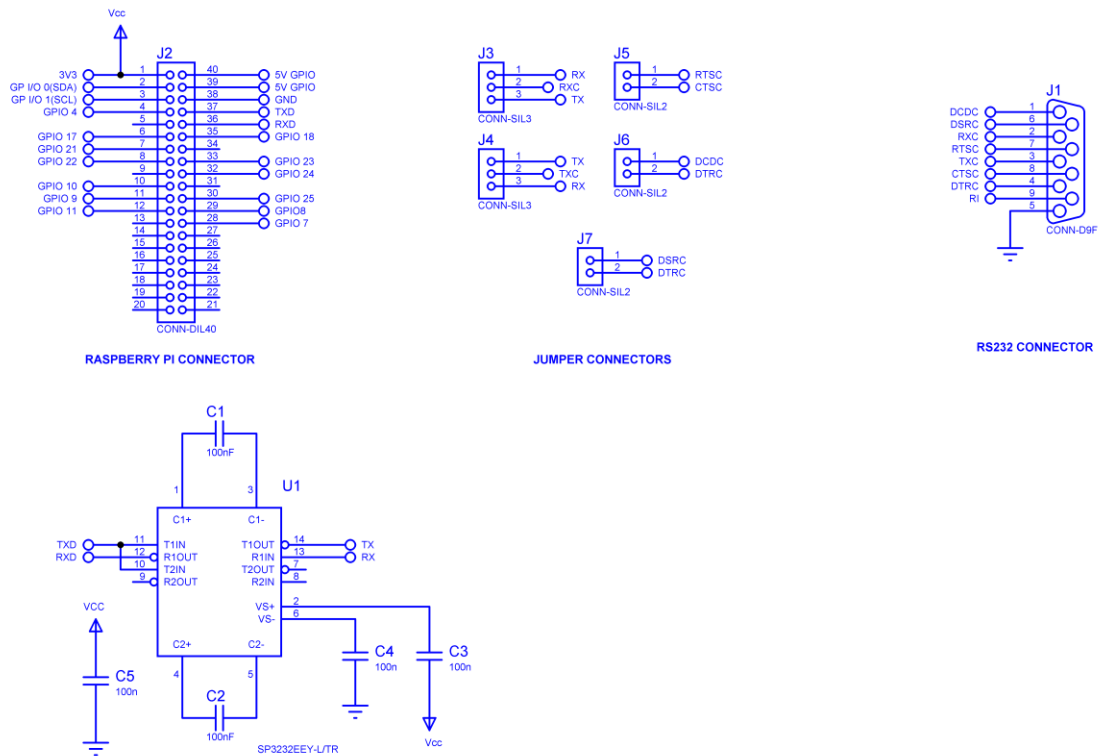 Vcc
J2
3V3 1 40 5V GPIO
GP I/O 0(SDA) 2 39 5V GPIO
GP I/O 1(SCL) 3 38 GND
GPIO 4 4 37 TXD
5 36 RXD
GPIO 17 6 35 GPIO 18
GPIO 21 7 34
GPIO 22 8 33 GPIO 23
9 32 GPIO 24
GPIO 10 10 31
GPIO 9 11 30 GPIO 25
GPIO 11 12 29 GPIO8
13 28 GPIO 7
14 27
15 26
16 25
17 24
18 23
19 22
20 21
CONN-DIL40
RASPBERRY PI CONNECTOR
J3
1 RX
2 RXC
3 TX
CONN-SIL3
J5
1 RTSC
2 CTSC
CONN-SIL2
J4
1 TX
2 TXC
3 RX
CONN-SIL3
J6
1 DCDC
2 DTRC
CONN-SIL2
J7
1 DSRC
2 DTRC
CONN-SIL2
JUMPER CONNECTORS
J1
DCDC 1
DSRC 6
RXC 2
RTSC 7
TXC 3
CTSC 8
DTRC 4
RI 9
5
CONN-D9F
RS232 CONNECTOR
C1
100nF
U1
1 3
C1+ C1-
TXD 11 T1IN T1OUT 14 TX
RXD 12 R1OUT R1IN 13 RX
10 T2IN T2OUT 7
9 R2OUT R2IN 8
VS+ 2
VS- 6
C2+ C2-
4 5
C2
100nF
SP3232EEY-L/TR
VCC
C5
100n
C4
100n
C3
100n
Vcc